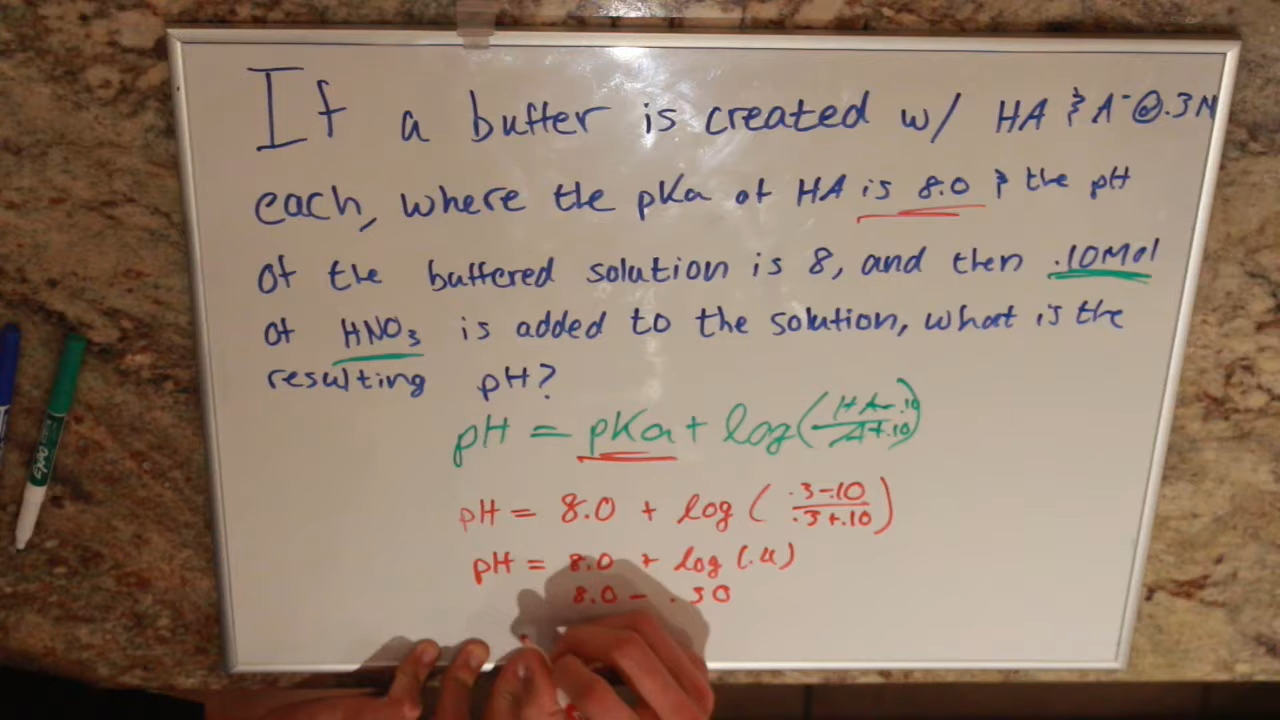 If a buffer is created w/ HA & A⁻ @ .3M
each, where the pKa of HA is 8.0 & the pH
of the buffered solution is 8, and then .10Mol
of HNO₃ is added to the solution, what is the
resulting pH?
pH = pKa + log(HA-.10/A+.10)
pH = 8.0 + log(.3-.10/.3+.10)
pH = 8.0 + log(
8.0 - .30
EXPO